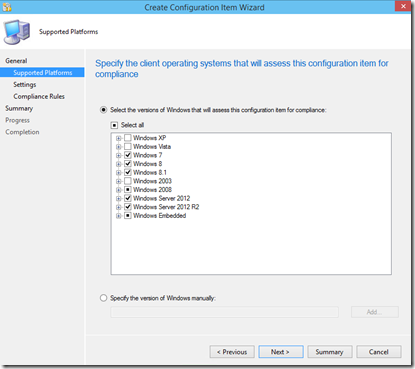 Create Configuration Item Wizard
Supported Platforms
General
Supported Platforms
Settings
Compliance Rules
Summary
Progress
Completion
Specify the client operating systems that will assess this configuration item for
compliance
Select the versions of Windows that will assess this configuration item for compliance:
Select all
Windows XP
Windows Vista
Windows 7
Windows 8
Windows 8.1
Windows 2003
Windows 2008
Windows Server 2012
Windows Server 2012 R2
Windows Embedded
Specify the version of Windows manually:
Add...
< Previous
Next >
Summary
Cancel